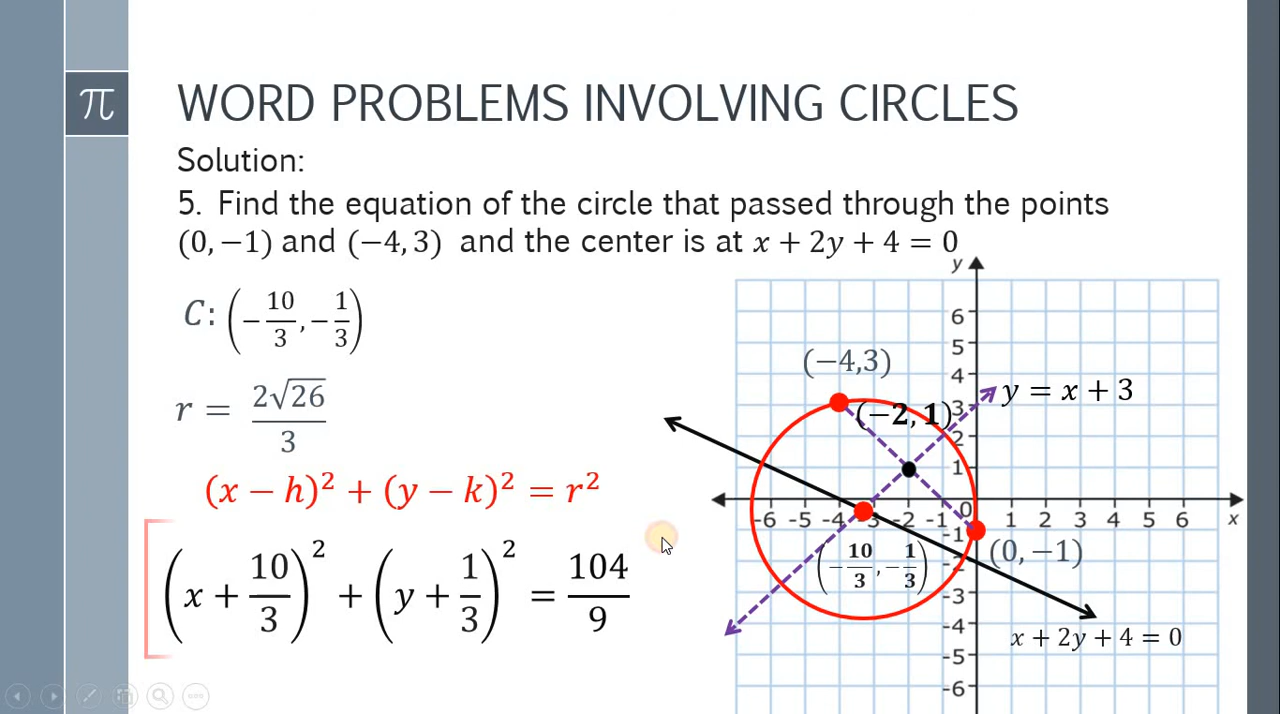 π
WORD PROBLEMS INVOLVING CIRCLES
Solution:
5. Find the equation of the circle that passed through the points
(0, −1) and (−4, 3) and the center is at x + 2y + 4 = 0
C: (−10/3, −1/3)
r = 2√26/3
(x − h)² + (y − k)² = r²
(x + 10/3)² + (y + 1/3)² = 104/9
y
6
5
4
3
2
1
0
-1
-2
-3
-4
-5
-6
-6 -5 -4 -3 -2 -1 1 2 3 4 5 6 x
(−4,3)
(−2, 1)
y = x + 3
(−10/3, −1/3)
(0, −1)
x + 2y + 4 = 0